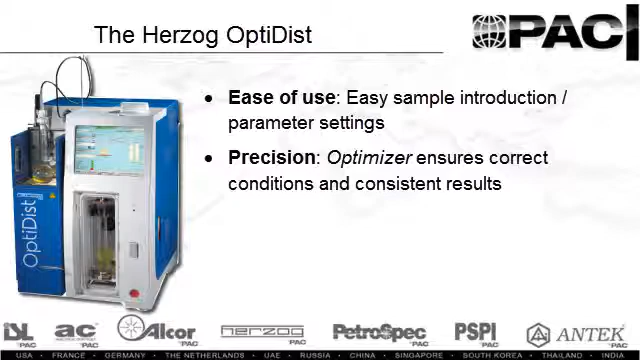 The Herzog OptiDist
PAC
• Ease of use: Easy sample introduction /
parameter settings
• Precision: Optimizer ensures correct
conditions and consistent results
OptiDist
ISL PAC
ac PAC
Alcor PAC
HERZOG PAC
PetroSpec PAC
PSPI PAC
ANTEK PAC
USA • FRANCE • GERMANY • THE NETHERLANDS • UAE • RUSSIA • CHINA • SINGAPORE • SOUTH KOREA • THAILAND • INDIA